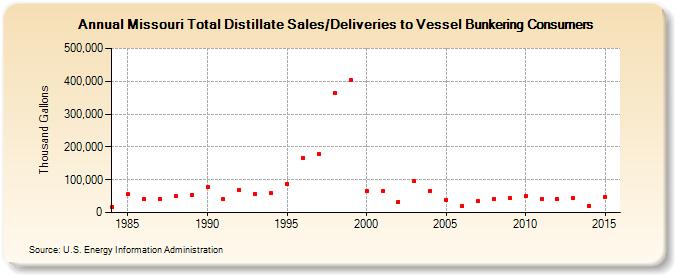 Annual Missouri Total Distillate Sales/Deliveries to Vessel Bunkering Consumers
Thousand Gallons
500,000
400,000
300,000
200,000
100,000
0
1985 1990 1995 2000 2005 2010 2015
Source: U.S. Energy Information Administration